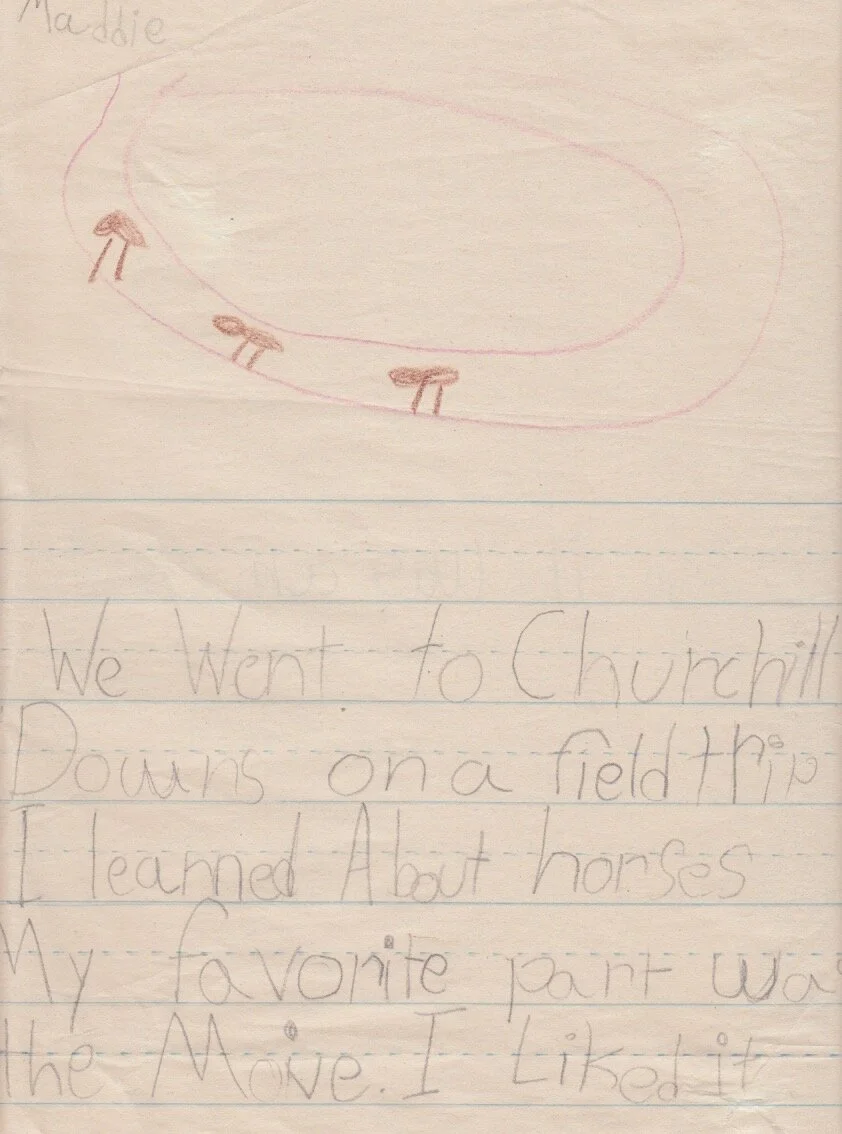 Maddie
We Went to Churchill
Downs on a field trip
I learned About horses
My favorite part wa
the Moive. I Liked it